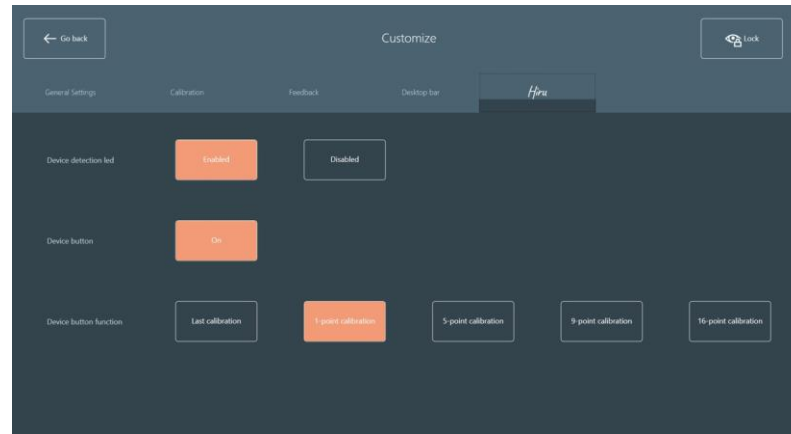 Go back
Customize
Lock
General Settings
Calibration
Feedback
Desktop bar
Hiru
Device detection led
Enabled
Disabled
Device button
On
Device button function
Last calibration
1-point calibration
5-point calibration
9-point calibration
16-point calibration